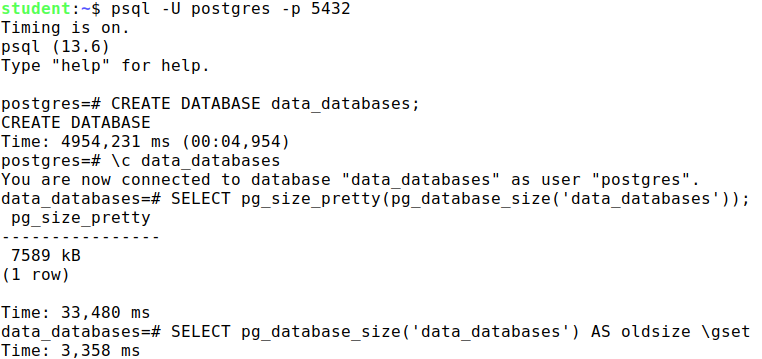 student:~$ psql -U postgres -p 5432
Timing is on.
psql (13.6)
Type "help" for help.

postgres=# CREATE DATABASE data_databases;
CREATE DATABASE
Time: 4954,231 ms (00:04,954)
postgres=# \c data_databases
You are now connected to database "data_databases" as user "postgres".
data_databases=# SELECT pg_size_pretty(pg_database_size('data_databases'));
 pg_size_pretty
----------------
 7589 kB
(1 row)

Time: 33,480 ms
data_databases=# SELECT pg_database_size('data_databases') AS oldsize \gset
Time: 3,358 ms